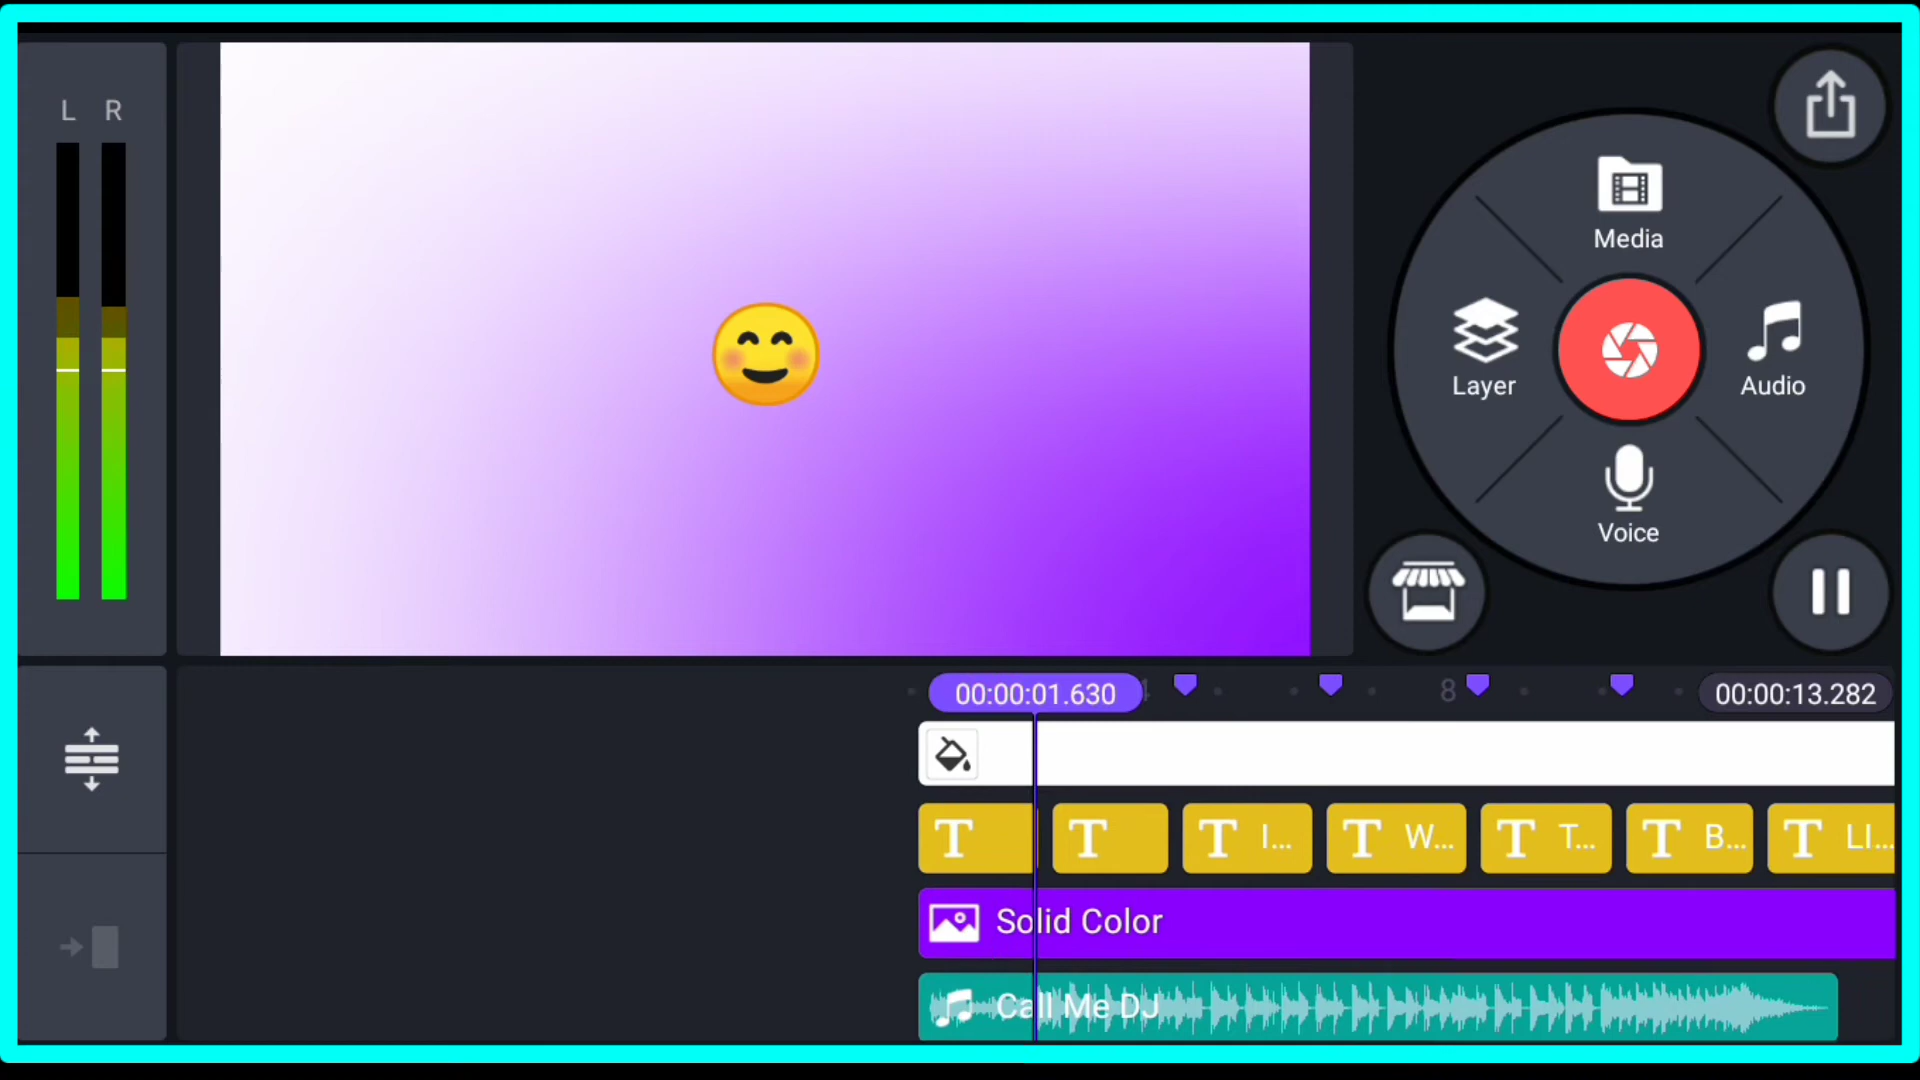 L R
Media
Layer
Audio
Voice
00:00:01.630
8
00:00:13.282
T
T
T I...
T W...
T T...
T B...
T LI...
Solid Color
Call Me DJ